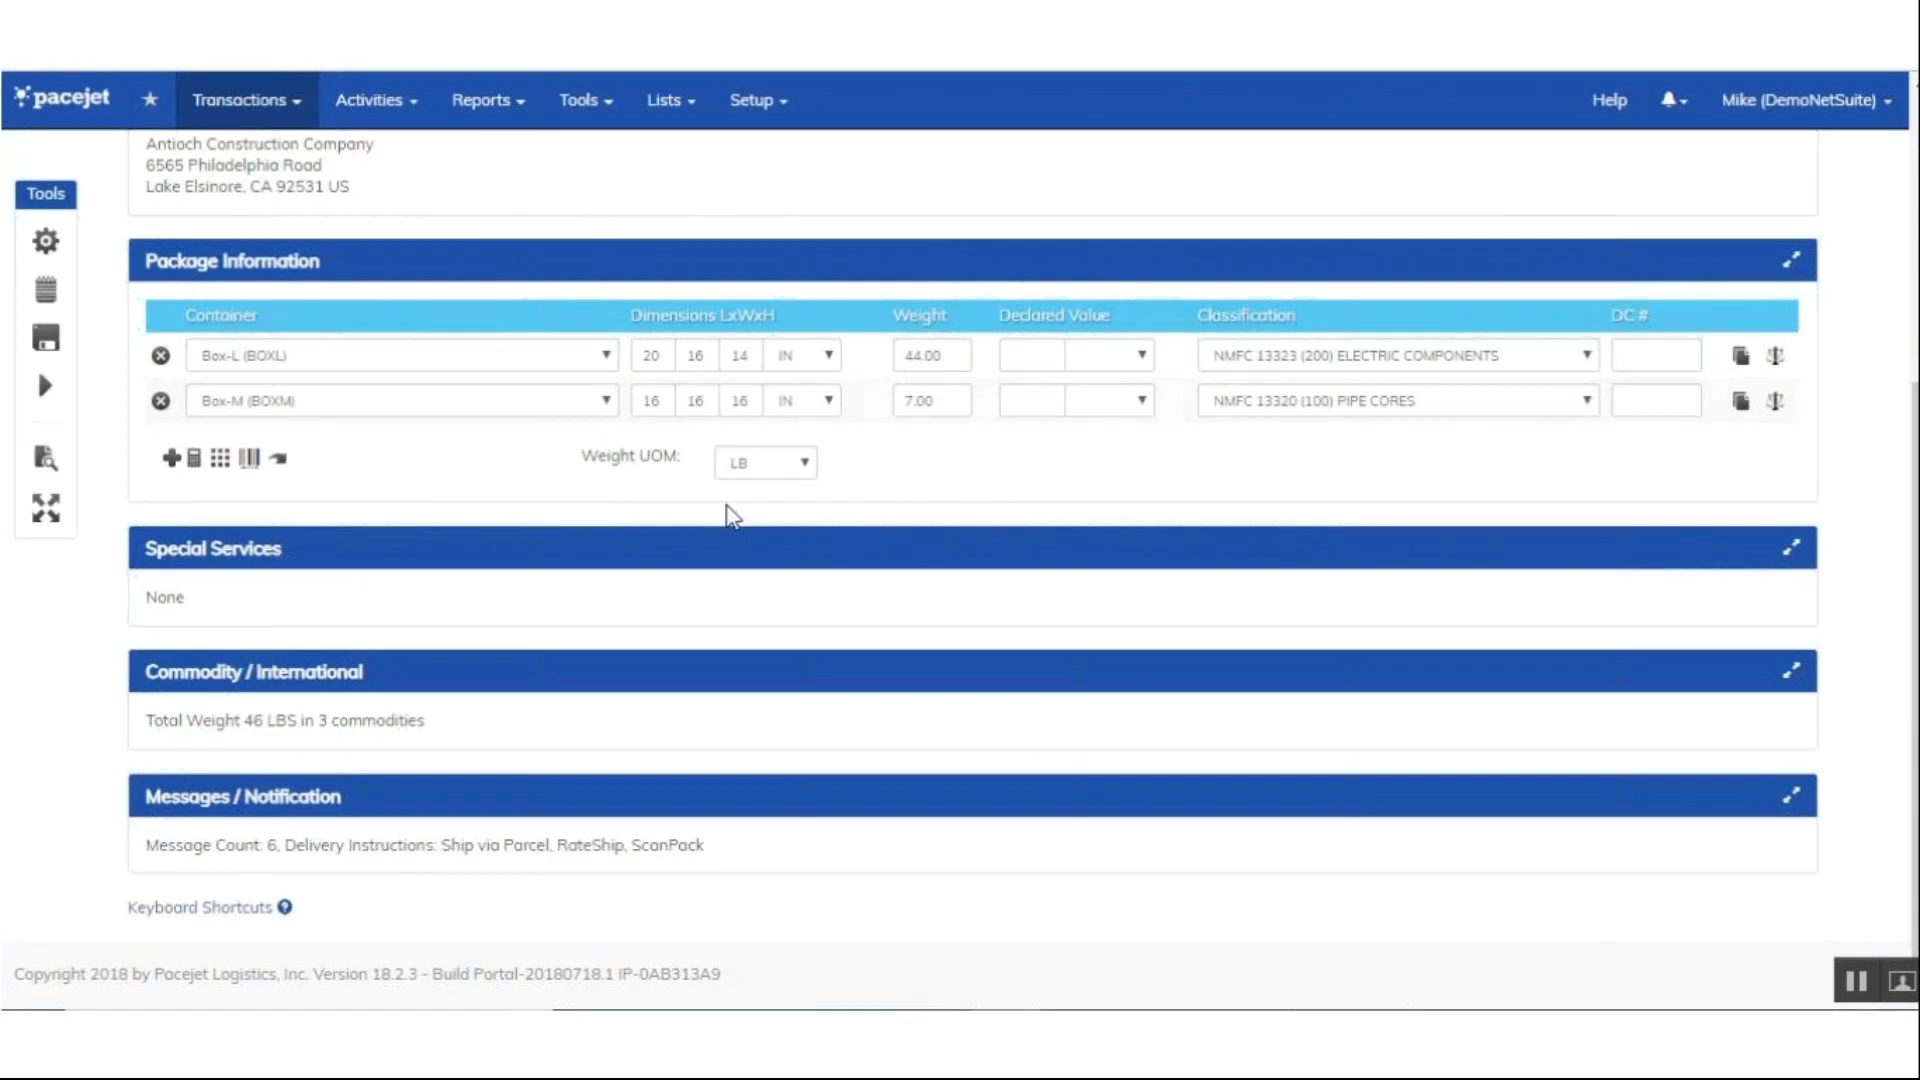 pacejet ★ Transactions Activities Reports Tools Lists Setup Help Mike (DemoNetSuite)
Antioch Construction Company
6565 Philadelphia Road
Lake Elsinore, CA 92531 US
Tools
Package Information
Container Dimensions LxWxH Weight Declared Value Classification DC #
Box-L (BOXL) 20 16 14 IN 44.00 NMFC 13323 (200) ELECTRIC COMPONENTS
Box-M (BOXM) 16 16 16 IN 7.00 NMFC 13320 (100) PIPE CORES
Weight UOM: LB
Special Services
None
Commodity / International
Total Weight 46 LBS in 3 commodities
Messages / Notification
Message Count: 6, Delivery Instructions: Ship via Parcel, RateShip, ScanPack
Keyboard Shortcuts ?
Copyright 2018 by Pacejet Logistics, Inc. Version 18.2.3 - Build Portal-20180718.1 IP-0AB313A9